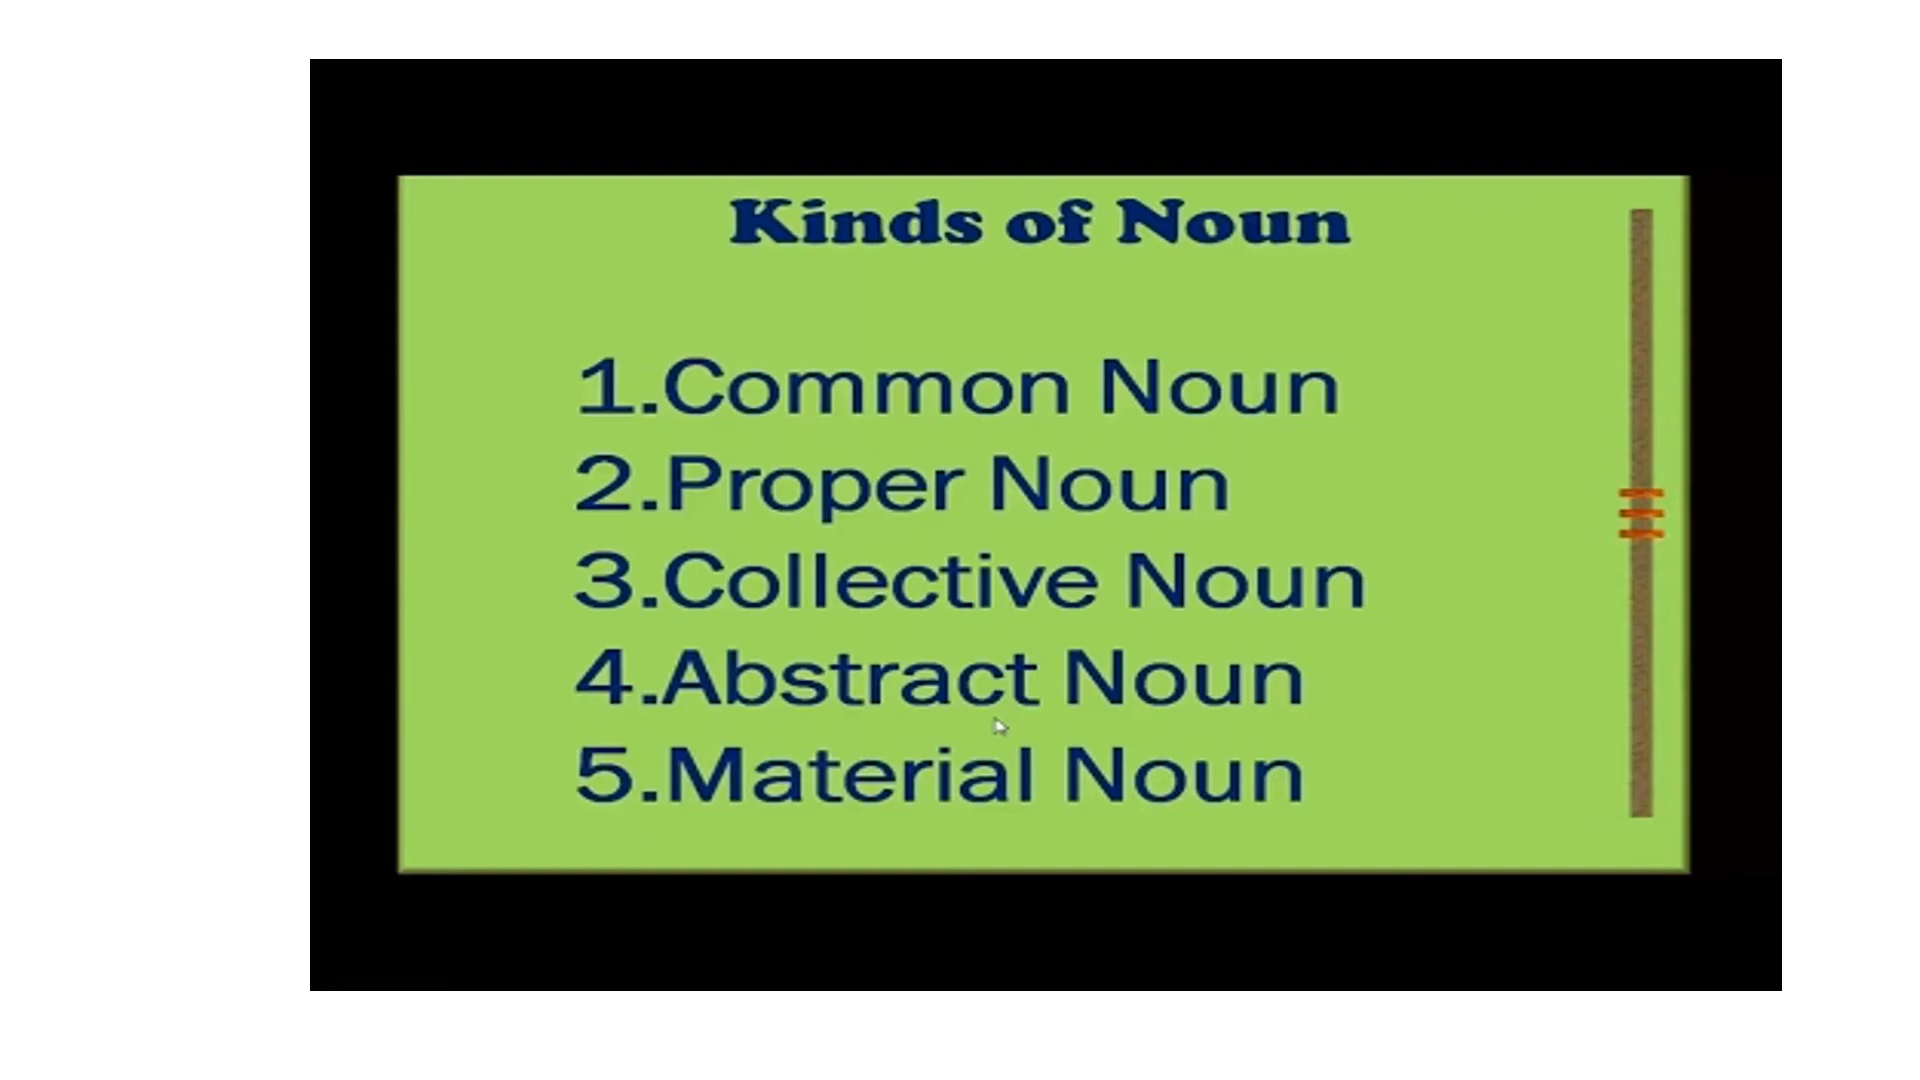 Kinds of Noun
1.Common Noun
2.Proper Noun
3.Collective Noun
4.Abstract Noun
5.Material Noun